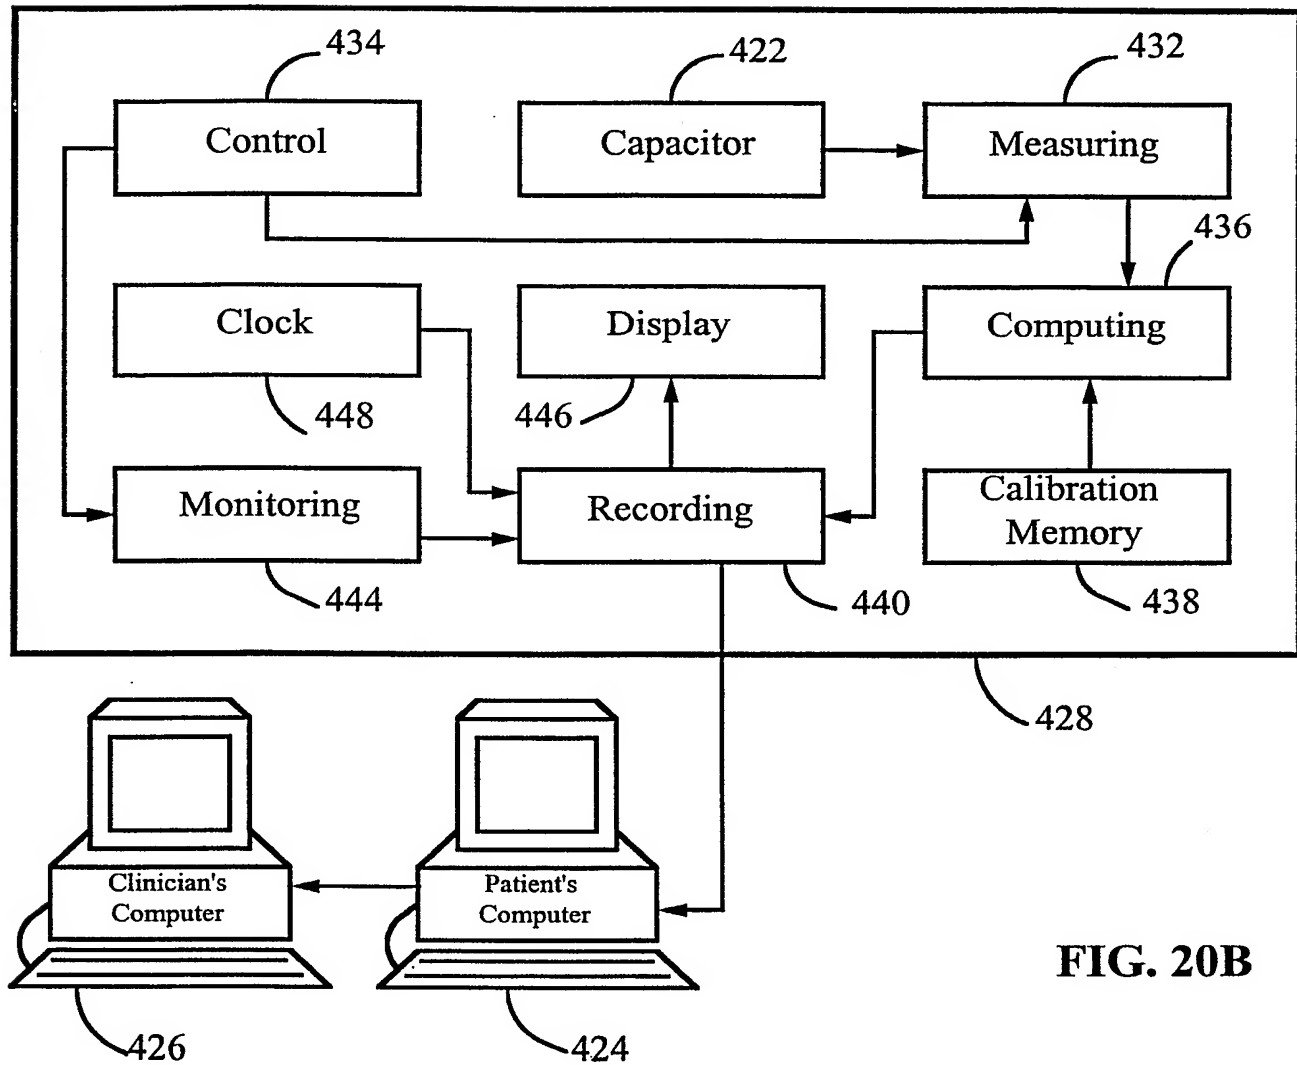 434
422
432
Control
Capacitor
Measuring
436
Clock
Display
Computing
448
446
Monitoring
Recording
Calibration
Memory
444
440
438
428
Clinician's
Computer
Patient's
Computer
FIG. 20B
426
424